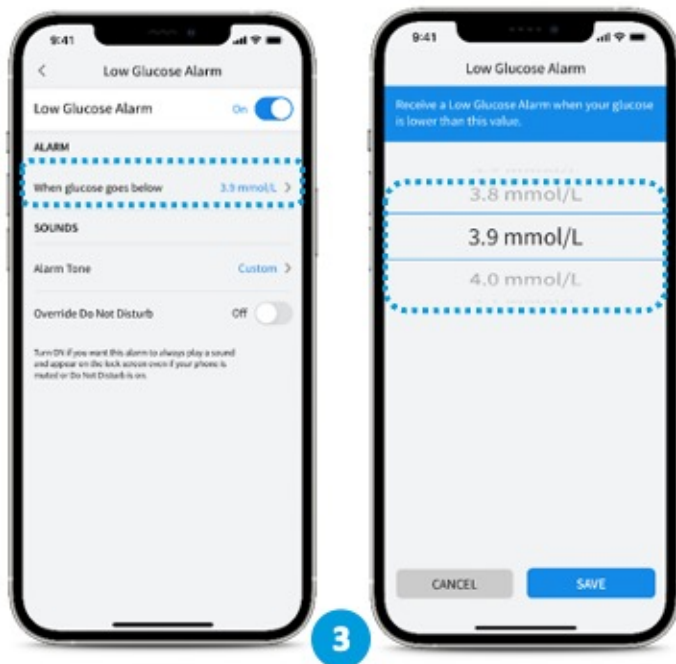 9:41
Low Glucose Alarm
Low Glucose Alarm On
ALARM
When glucose goes below 3.9 mmol/L
SOUNDS
Alarm Tone Custom
Override Do Not Disturb Off
Turn ON if you want this alarm to always play a sound
and appear on the lock screen even if your phone is
muted or Do Not Disturb is on.
9:41
Low Glucose Alarm
Receive a Low Glucose Alarm when your glucose
is lower than this value.
3.8 mmol/L
3.9 mmol/L
4.0 mmol/L
CANCEL SAVE
3